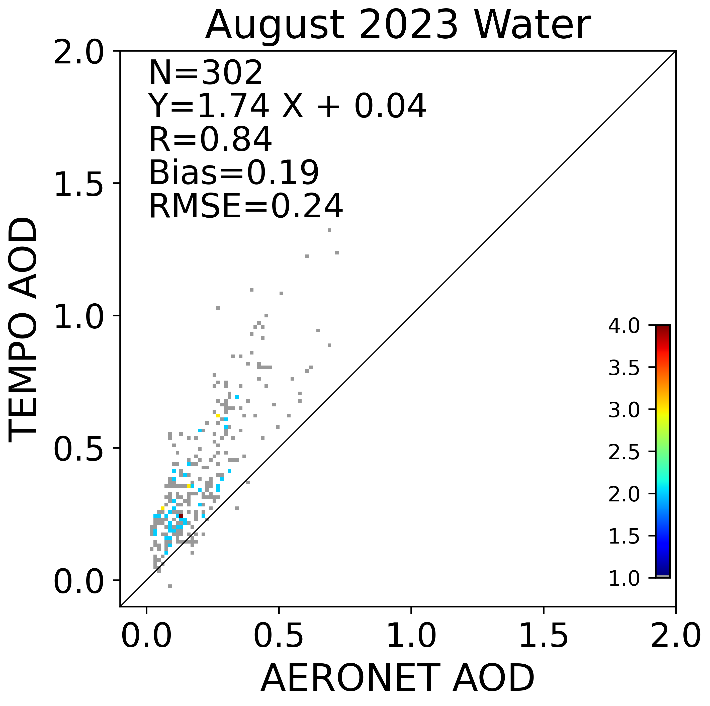 August 2023 Water
N=302
Y=1.74 X + 0.04
R=0.84
Bias=0.19
RMSE=0.24
2.0
1.5
1.0
0.5
0.0
TEMPO AOD
4.0
3.5
3.0
2.5
2.0
1.5
1.0
0.0 0.5 1.0 1.5 2.0
AERONET AOD